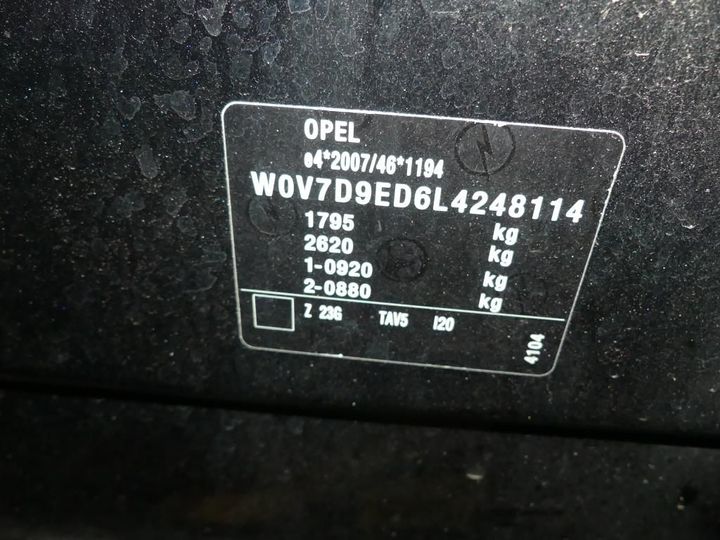 OPEL
e4*2007/46*1194
W0V7D9ED6L4248114
1795 kg
2620 kg
1-0920 kg
2-0880 kg
Z 23G TAV5 I20
4104